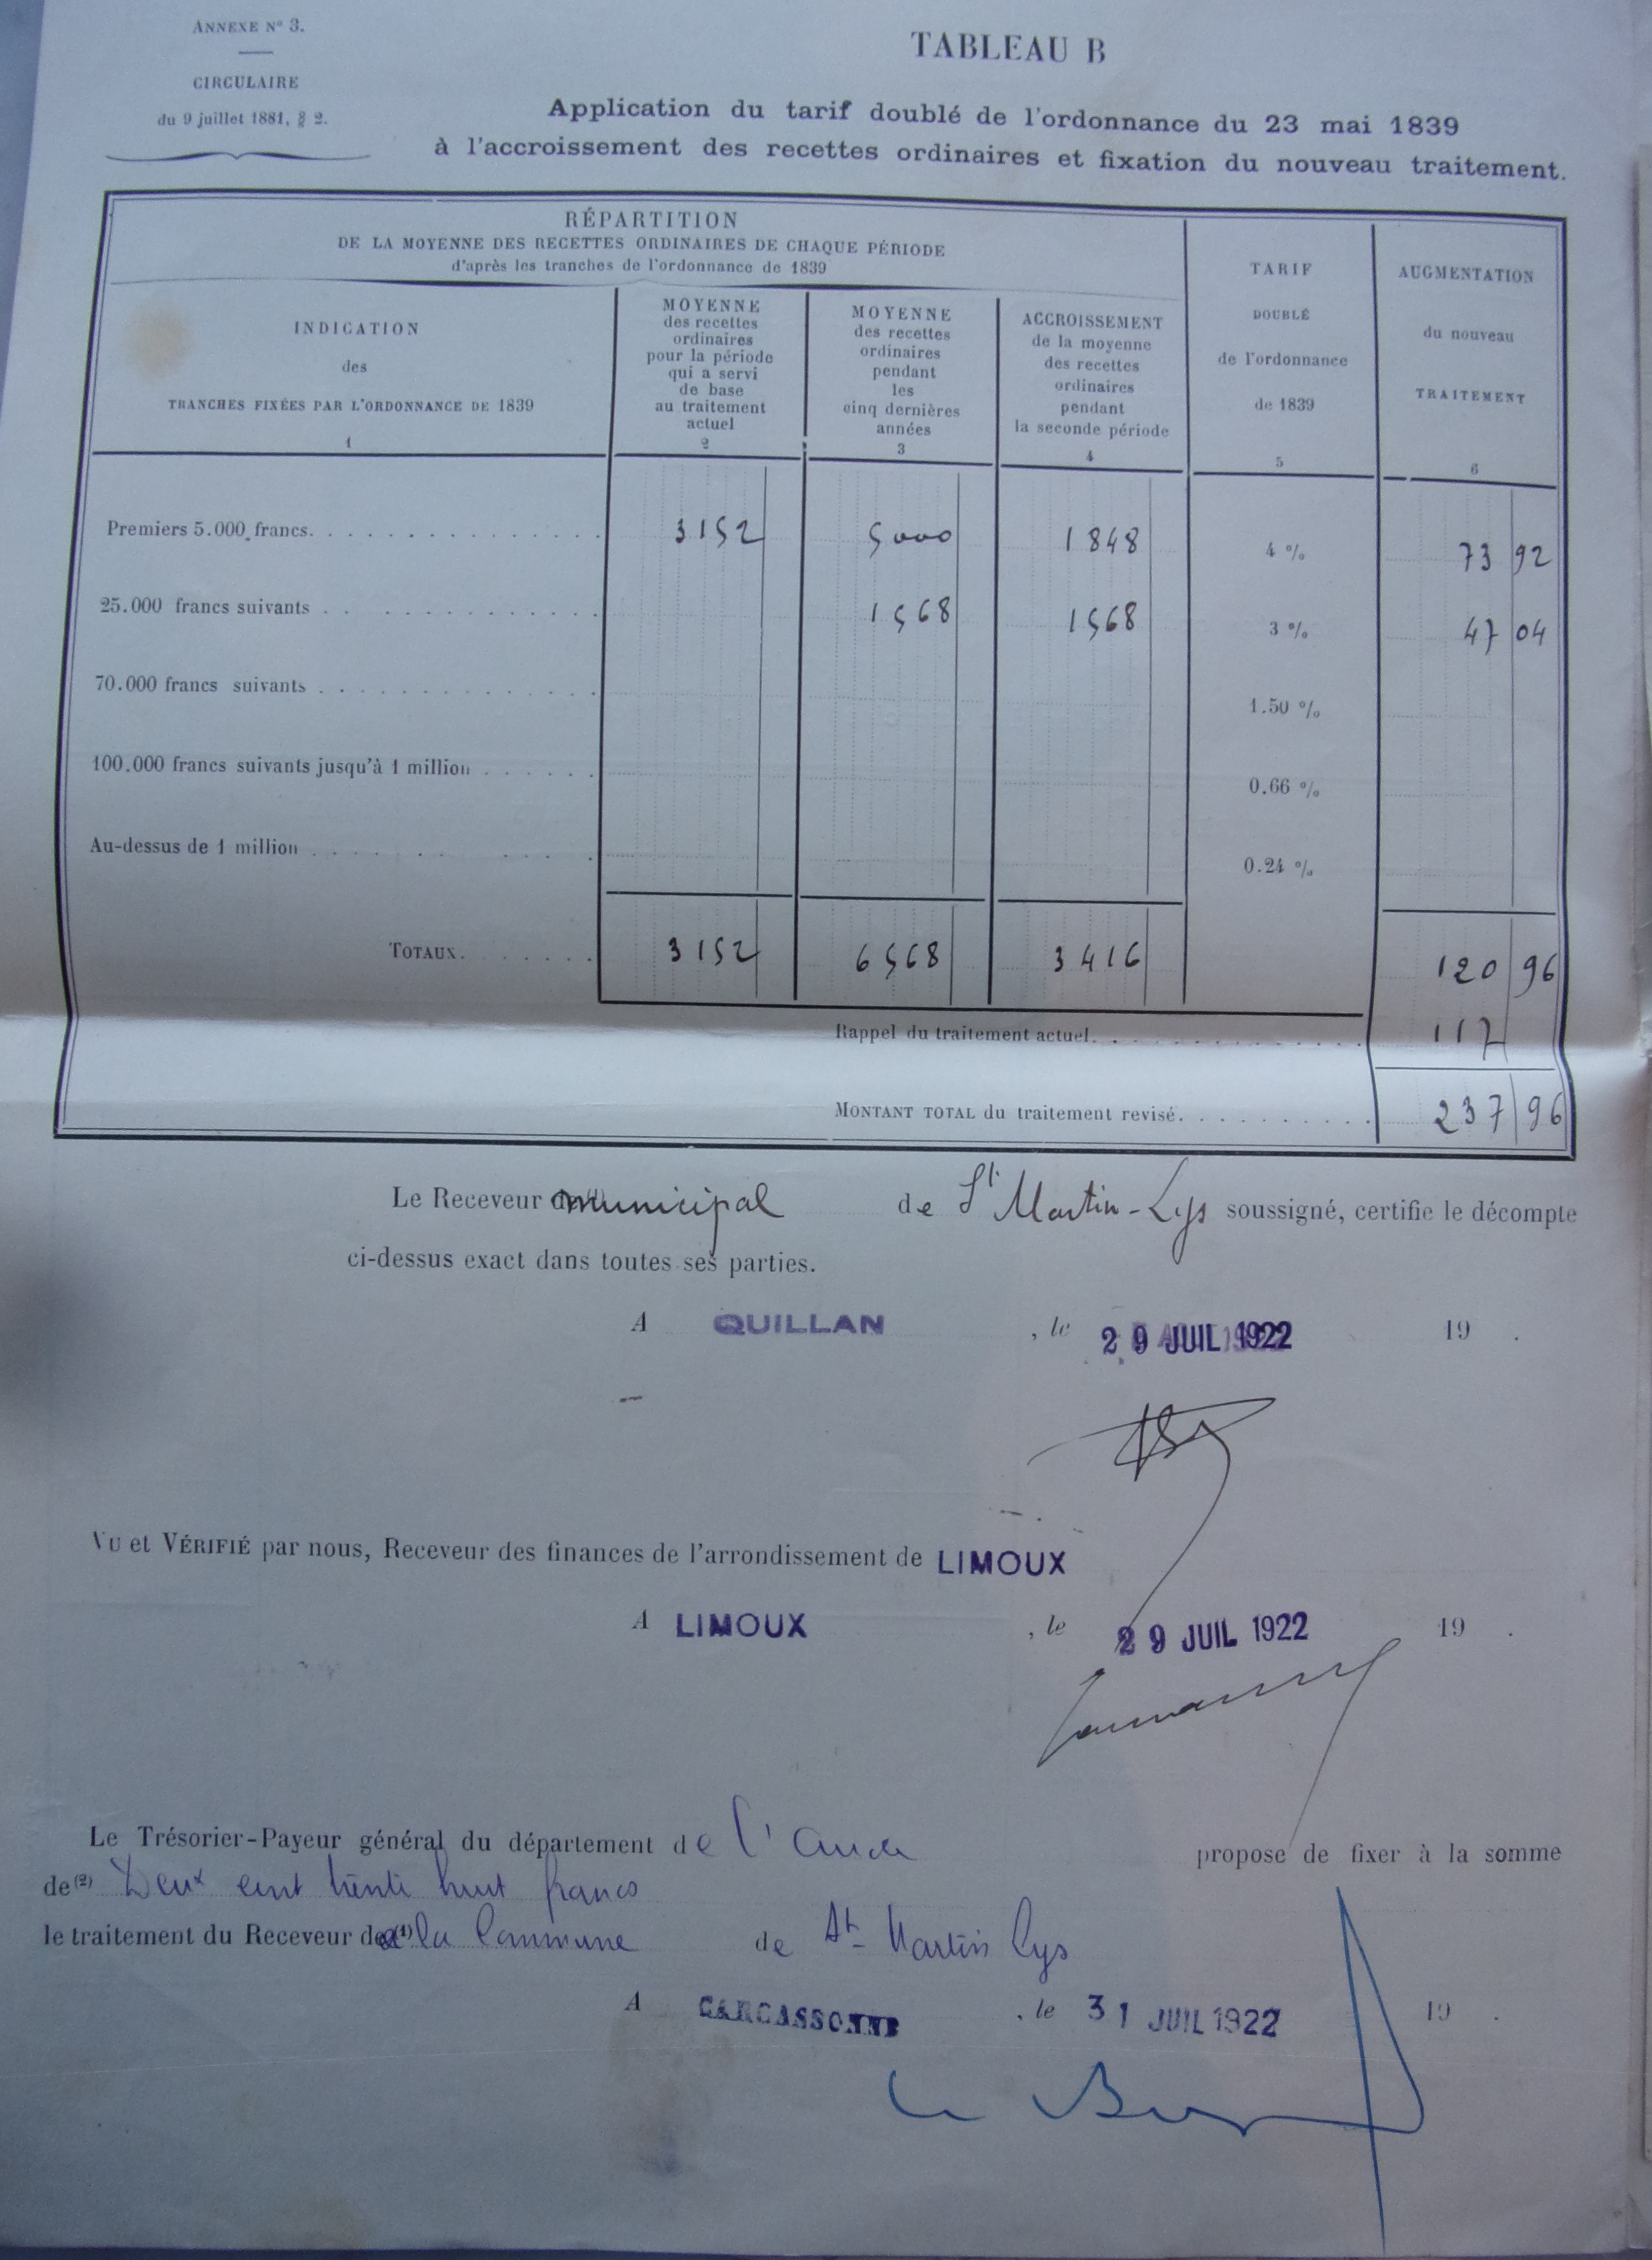 ANNEXE N° 3.
CIRCULAIRE
du 9 juillet 1881, § 2.
TABLEAU B
Application du tarif doublé de l'ordonnance du 23 mai 1839
à l'accroissement des recettes ordinaires et fixation du nouveau traitement.
RÉPARTITION
DE LA MOYENNE DES RECETTES ORDINAIRES DE CHAQUE PÉRIODE
d'après les tranches de l'ordonnance de 1839
INDICATION
des
TRANCHES FIXÉES PAR L'ORDONNANCE DE 1839
1
MOYENNE
des recettes
ordinaires
pour la période
qui a servi
de base
au traitement
actuel
2
MOYENNE
des recettes
ordinaires
pendant
les
cinq dernières
années
3
ACCROISSEMENT
de la moyenne
des recettes
ordinaires
pendant
la seconde période
4
TARIF
DOUBLÉ
de l'ordonnance
de 1839
5
AUGMENTATION
du nouveau
TRAITEMENT
6
Premiers 5.000 francs. 3152 5000 1848 4 % 73 92
25.000 francs suivants 1568 1568 3 % 47 04
70.000 francs suivants 1.50 %
100.000 francs suivants jusqu'à 1 million 0.66 %
Au-dessus de 1 million 0.24 %
TOTAUX. 3152 6568 3416 120 96
Rappel du traitement actuel. 117
MONTANT TOTAL du traitement revisé. 237 96
Le Receveur municipal de St Martin-Lys soussigné, certifie le décompte
ci-dessus exact dans toutes ses parties.
A QUILLAN, le 29 JUIL 1922 19 .
VU et VÉRIFIÉ par nous, Receveur des finances de l'arrondissement de LIMOUX
A LIMOUX, le 29 JUIL 1922 19 .
Le Trésorier-Payeur général du département de l'Aude propose de fixer à la somme
de (2) Deux cent trente huit francs
le traitement du Receveur de (1) la Commune de St Martin Lys
A CARCASSONNE, le 31 JUIL 1922 19 .